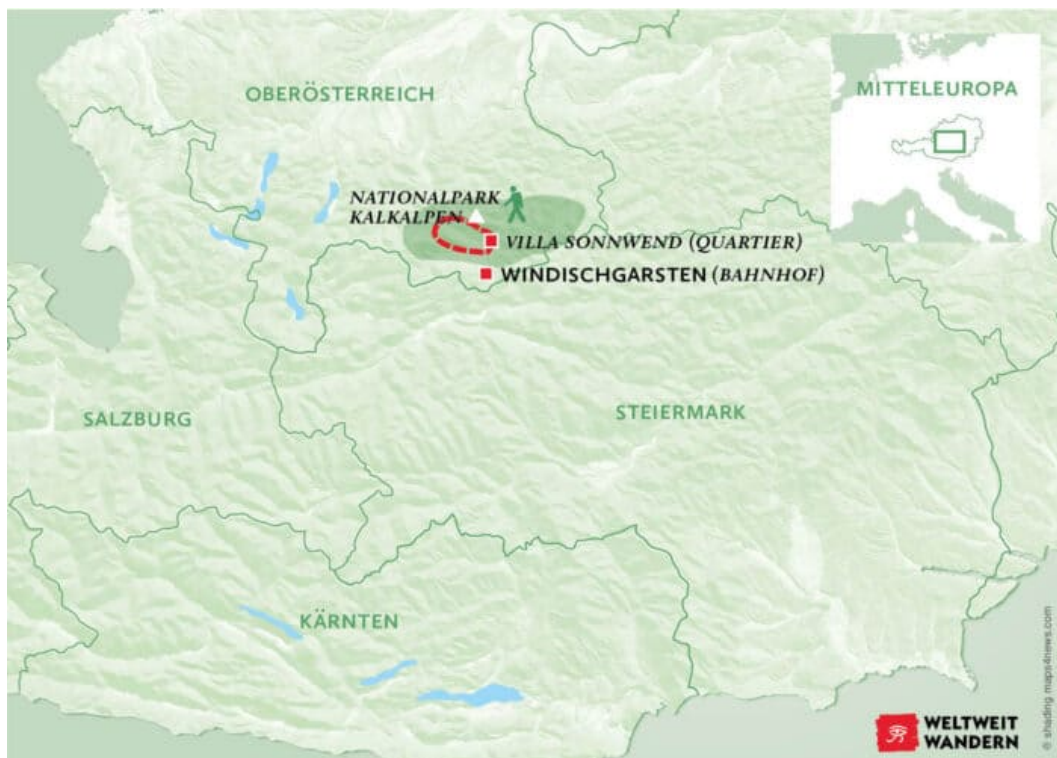 OBERÖSTERREICH
MITTELEUROPA
NATIONALPARK
KALKALPEN
VILLA SONNWEND (QUARTIER)
WINDISCHGARSTEN (BAHNHOF)
SALZBURG
STEIERMARK
KÄRNTEN
WELTWEIT
WANDERN
© shading maps4news.com